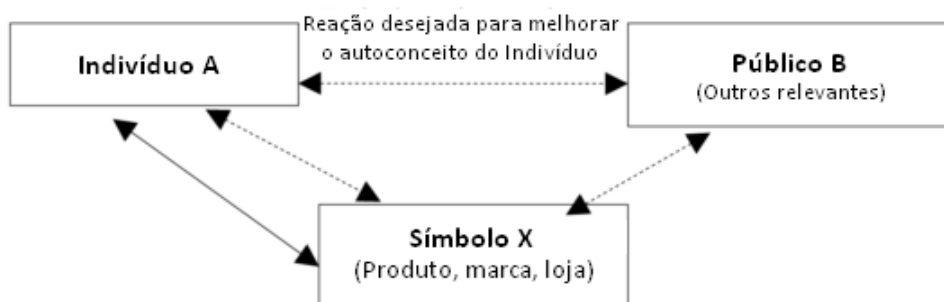 Reação desejada para melhorar
o autoconceito do Indivíduo
Indivíduo A
Público B
(Outros relevantes)
Símbolo X
(Produto, marca, loja)